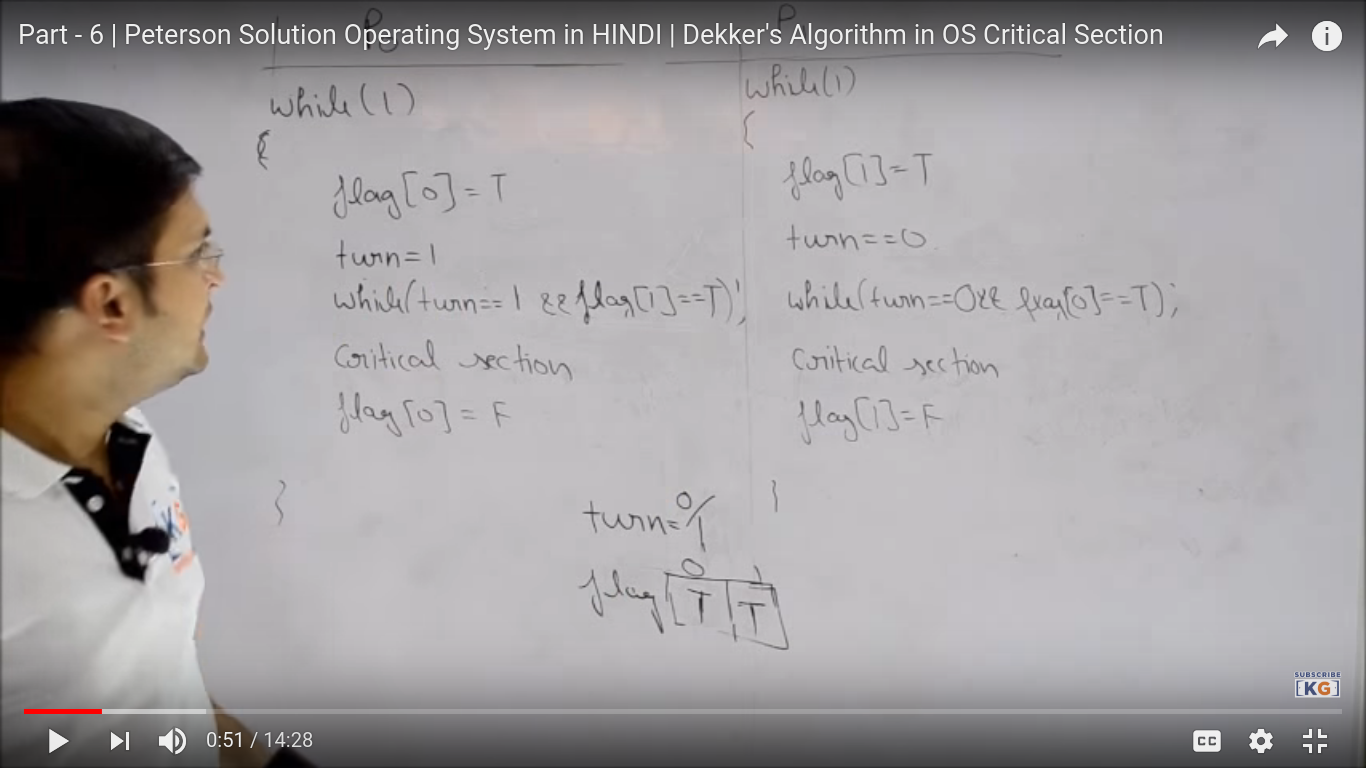 Part - 6 | Peterson Solution Operating System in HINDI | Dekker's Algorithm in OS Critical Section
P0
while(1)
{
flag[0]=T
turn=1
while(turn==1 && flag[1]==T);
Critical section
flag[0]=F
}
P
while(1)
{
flag[1]=T
turn==0
while(turn==0&& flag[0]==T);
Critical section
flag[1]=F
}
turn=0/1
0 1
flag T T
SUBSCRIBE
[KG]
0:51 / 14:28
CC